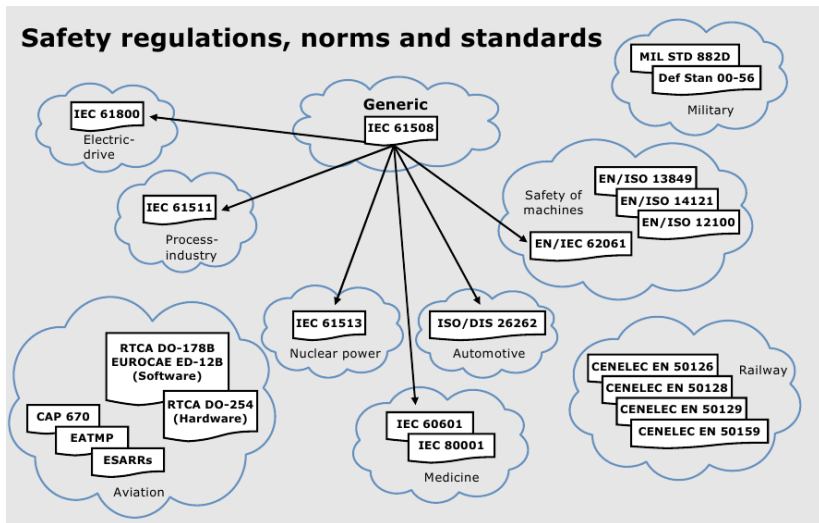 Safety regulations, norms and standards
MIL STD 882D
Def Stan 00-56
Military
Generic
IEC 61508
IEC 61800
Electric-
drive
IEC 61511
Process-
industry
Safety of
machines
EN/ISO 13849
EN/ISO 14121
EN/ISO 12100
EN/IEC 62061
IEC 61513
Nuclear power
ISO/DIS 26262
Automotive
RTCA DO-178B
EUROCAE ED-12B
(Software)
RTCA DO-254
(Hardware)
CAP 670
EATMP
ESARRs
Aviation
IEC 60601
IEC 80001
Medicine
CENELEC EN 50126
Railway
CENELEC EN 50128
CENELEC EN 50129
CENELEC EN 50159